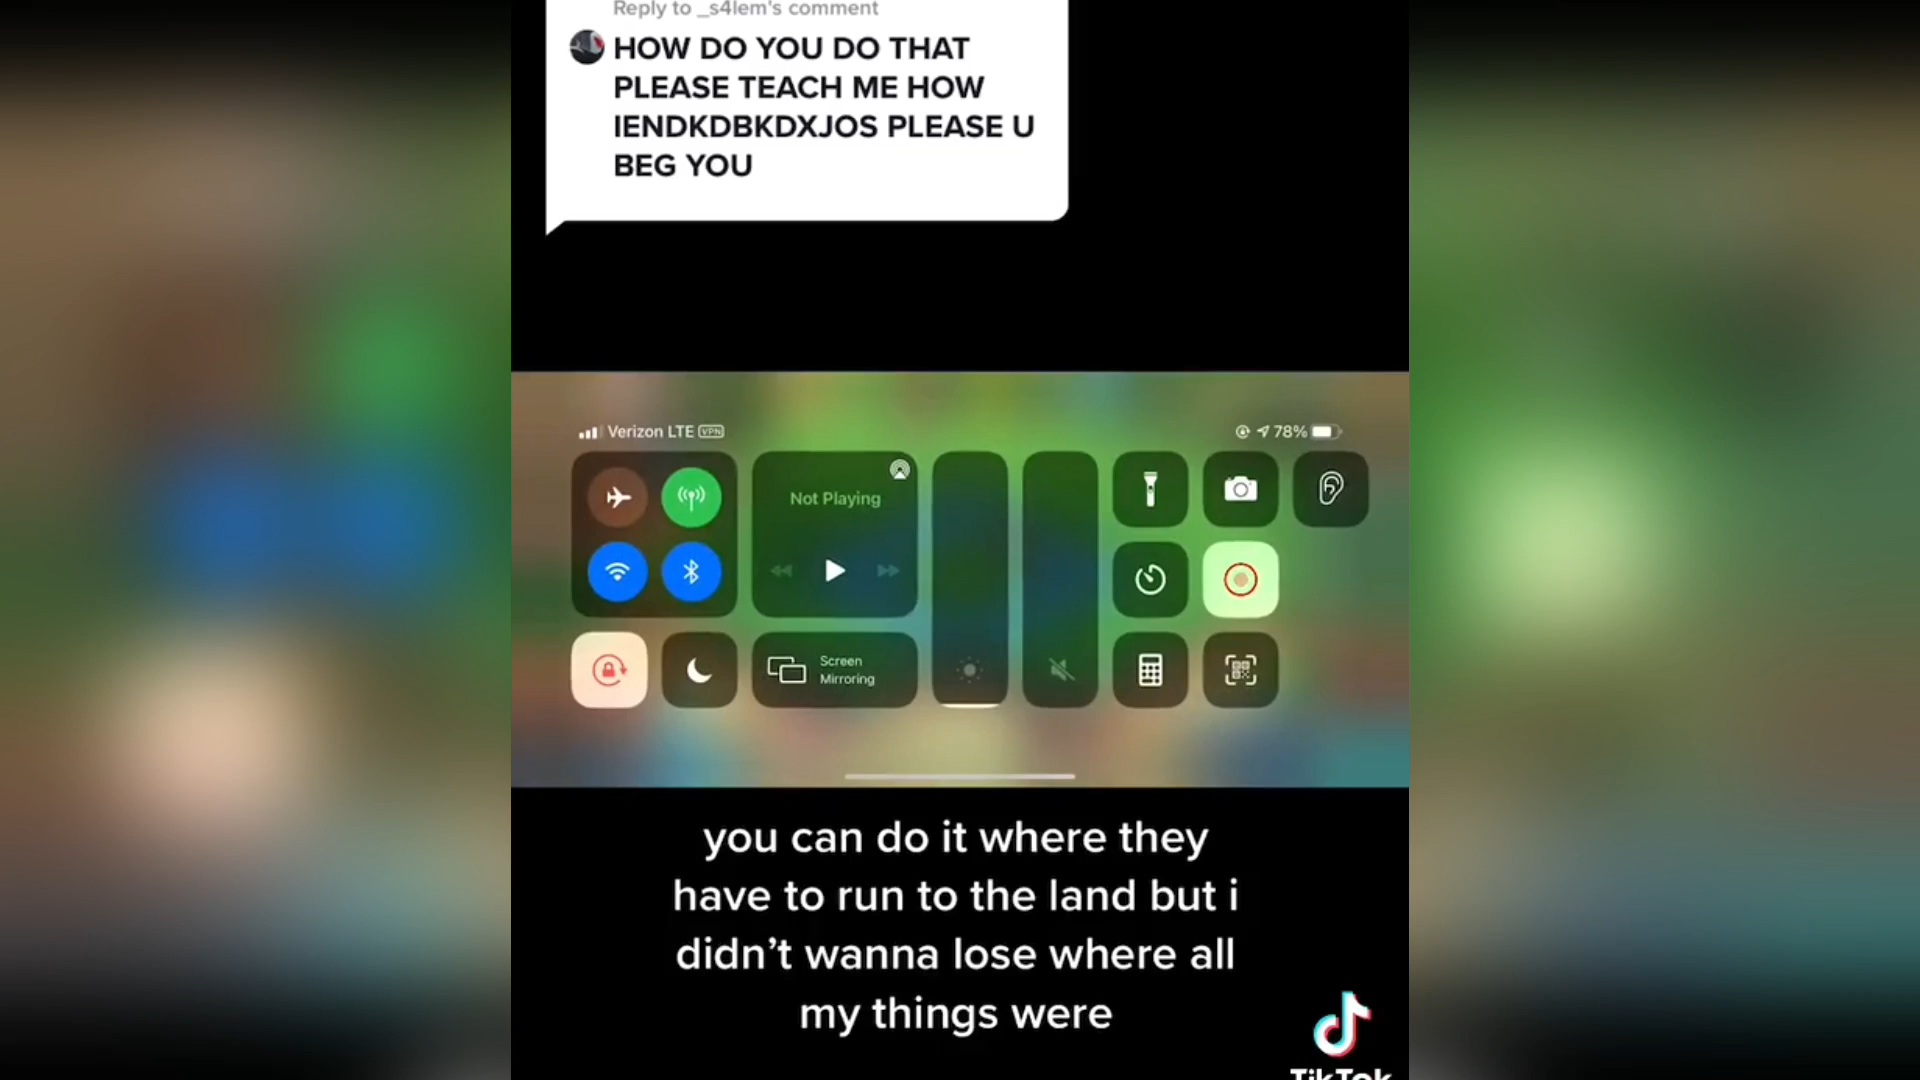 Reply to _s4lem's comment
HOW DO YOU DO THAT
PLEASE TEACH ME HOW
IENDKDBKDXJOS PLEASE U
BEG YOU
Verizon LTE VPN
78%
Not Playing
Screen
Mirroring
you can do it where they
have to run to the land but i
didn’t wanna lose where all
my things were
TikTok